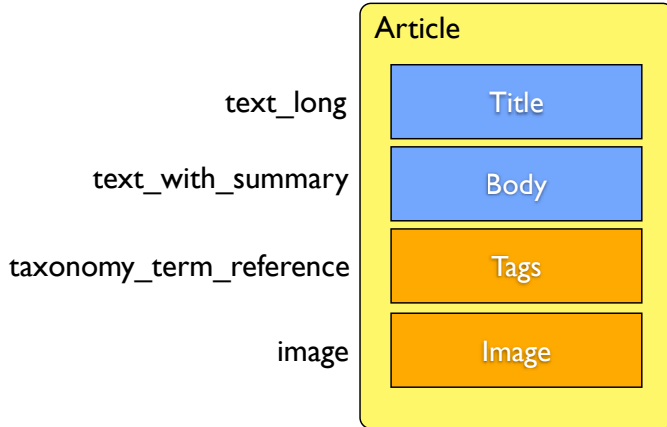 Article
text_long Title
text_with_summary Body
taxonomy_term_reference Tags
image Image